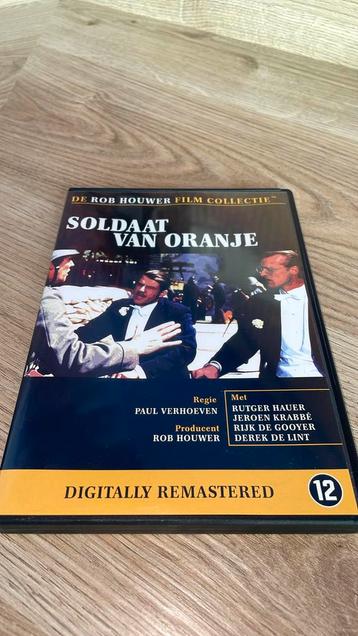 DE ROB HOUWER FILM COLLECTIE™
SOLDAAT
VAN ORANJE
Regie
PAUL VERHOEVEN
Producent
ROB HOUWER
Met
RUTGER HAUER
JEROEN KRABBÉ
RIJK DE GOOYER
DEREK DE LINT
DIGITALLY REMASTERED
12